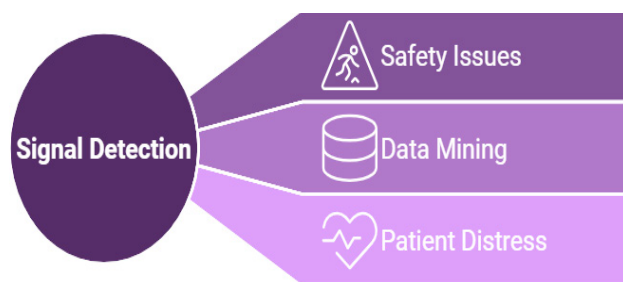 Signal Detection
Safety Issues
Data Mining
Patient Distress